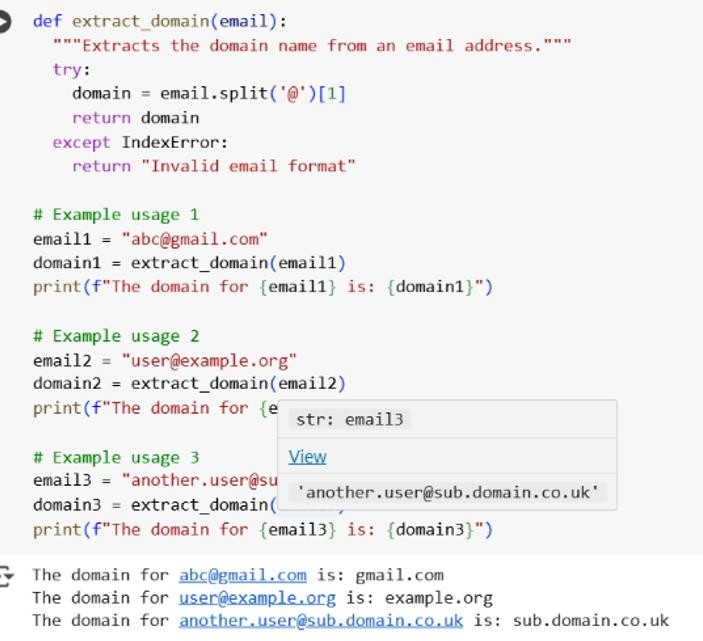 def extract_domain(email):
"""Extracts the domain name from an email address."""
try:
domain = email.split('@')[1]
return domain
except IndexError:
return "Invalid email format"
# Example usage 1
email1 = "abc@gmail.com"
domain1 = extract_domain(email1)
print(f"The domain for {email1} is: {domain1}")
# Example usage 2
email2 = "user@example.org"
domain2 = extract_domain(email2)
print(f"The domain for {e
str: email3
View
'another.user@sub.domain.co.uk'
# Example usage 3
email3 = "another.user@su
domain3 = extract_domain(
print(f"The domain for {email3} is: {domain3}")
The domain for abc@gmail.com is: gmail.com
The domain for user@example.org is: example.org
The domain for another.user@sub.domain.co.uk is: sub.domain.co.uk